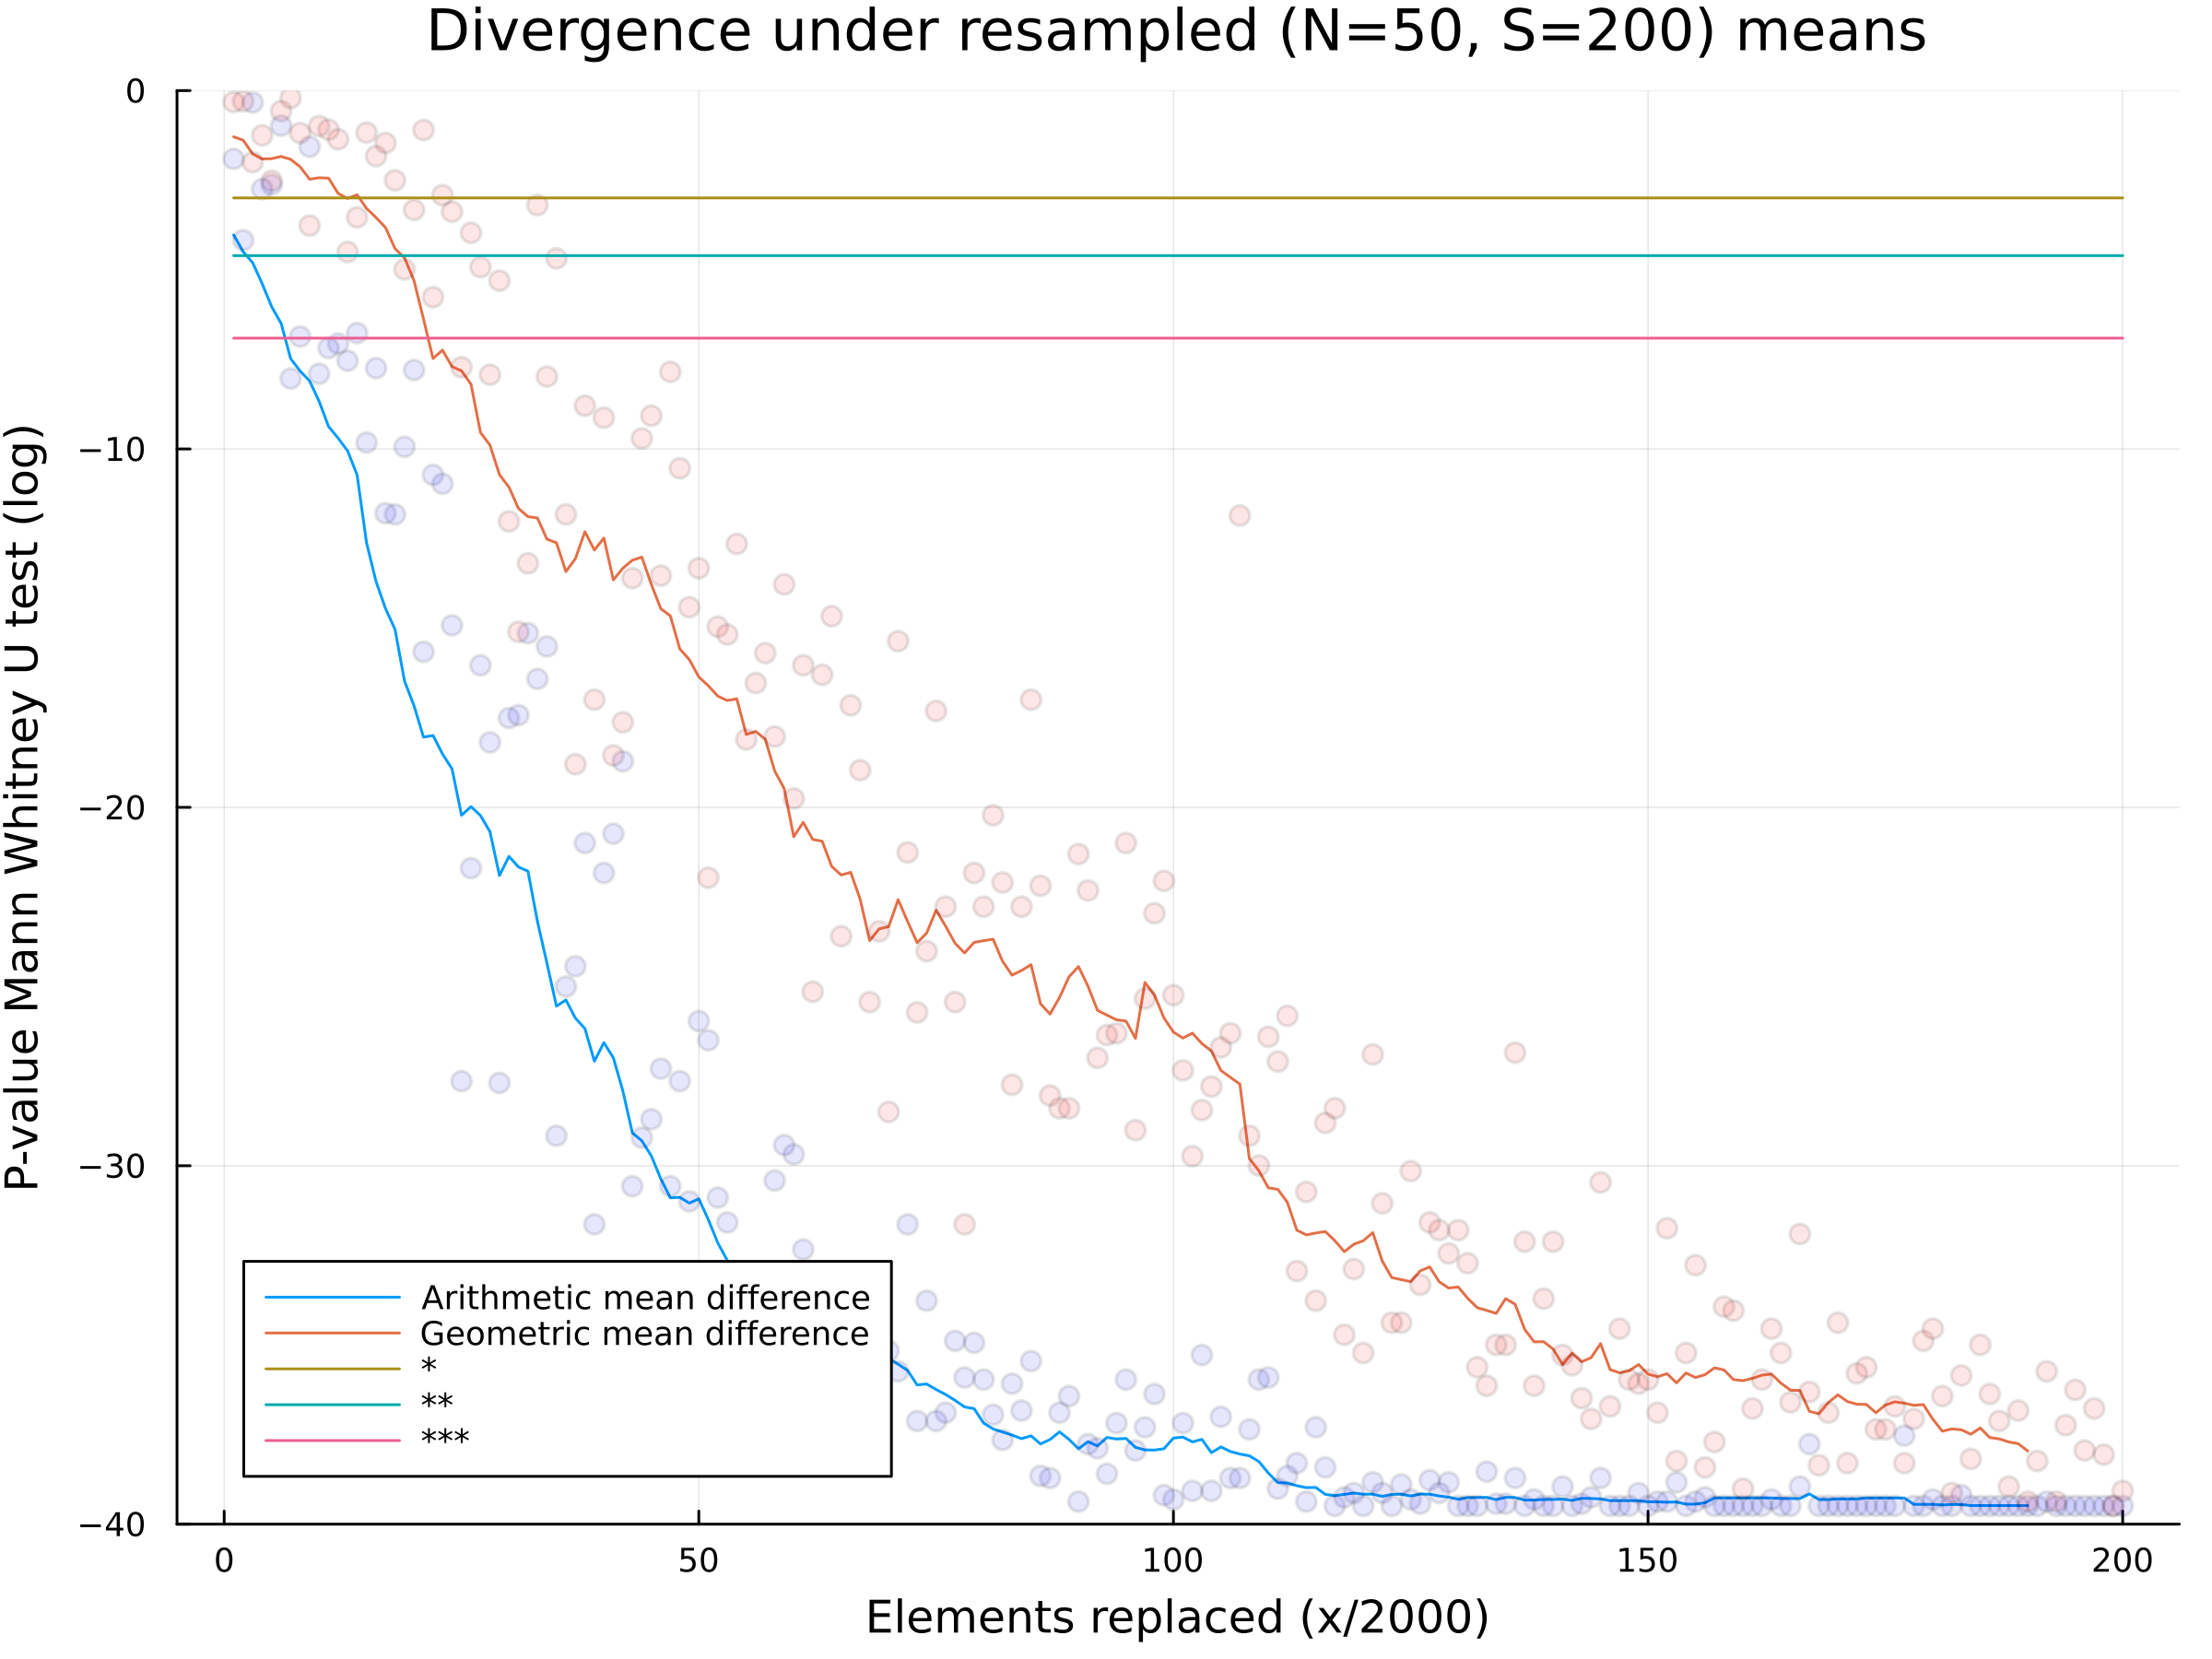 Divergence under resampled (N=50, S=200) means
P-value Mann Whitney U test (log)
0
−10
−20
−30
−40
Arithmetic mean difference
Geometric mean difference
*
**
***
0 50 100 150 200
Elements replaced (x/2000)